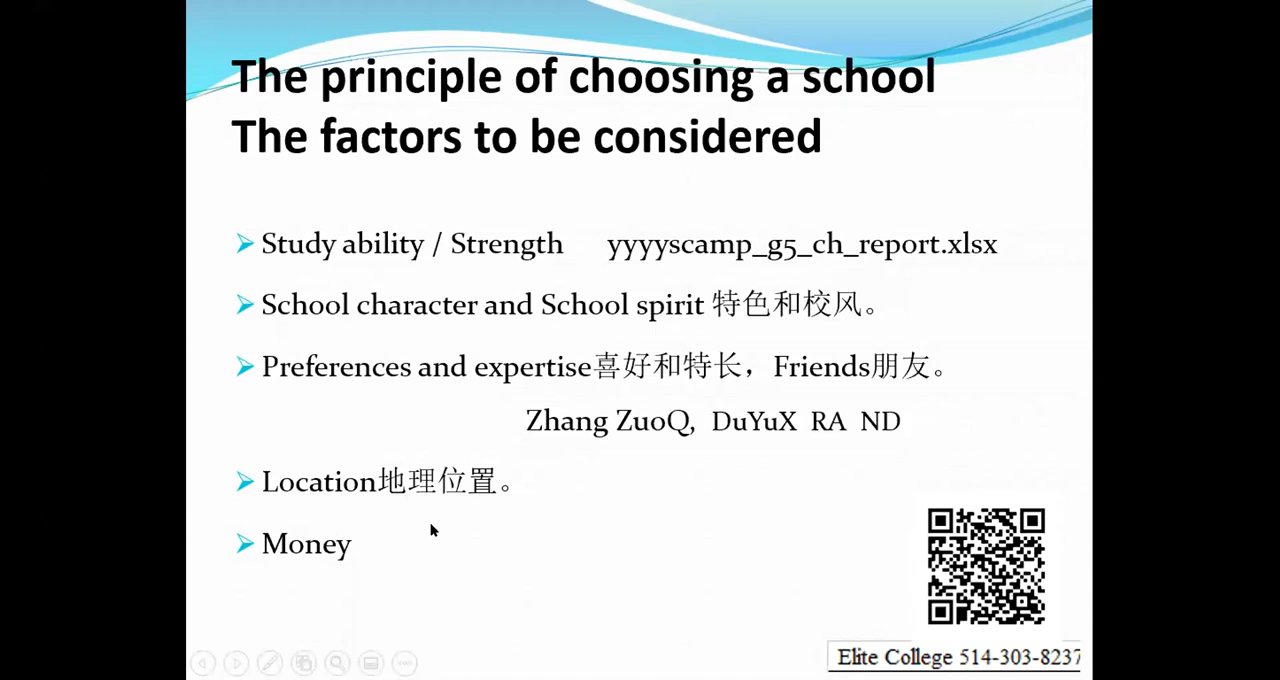 The principle of choosing a school
The factors to be considered
Study ability / Strength yyyyscamp_g5_ch_report.xlsx
School character and School spirit 特色和校风。
Preferences and expertise喜好和特长，Friends朋友。
Zhang ZuoQ, DuYuX RA ND
Location地理位置。
Money
Elite College 514-303-8237